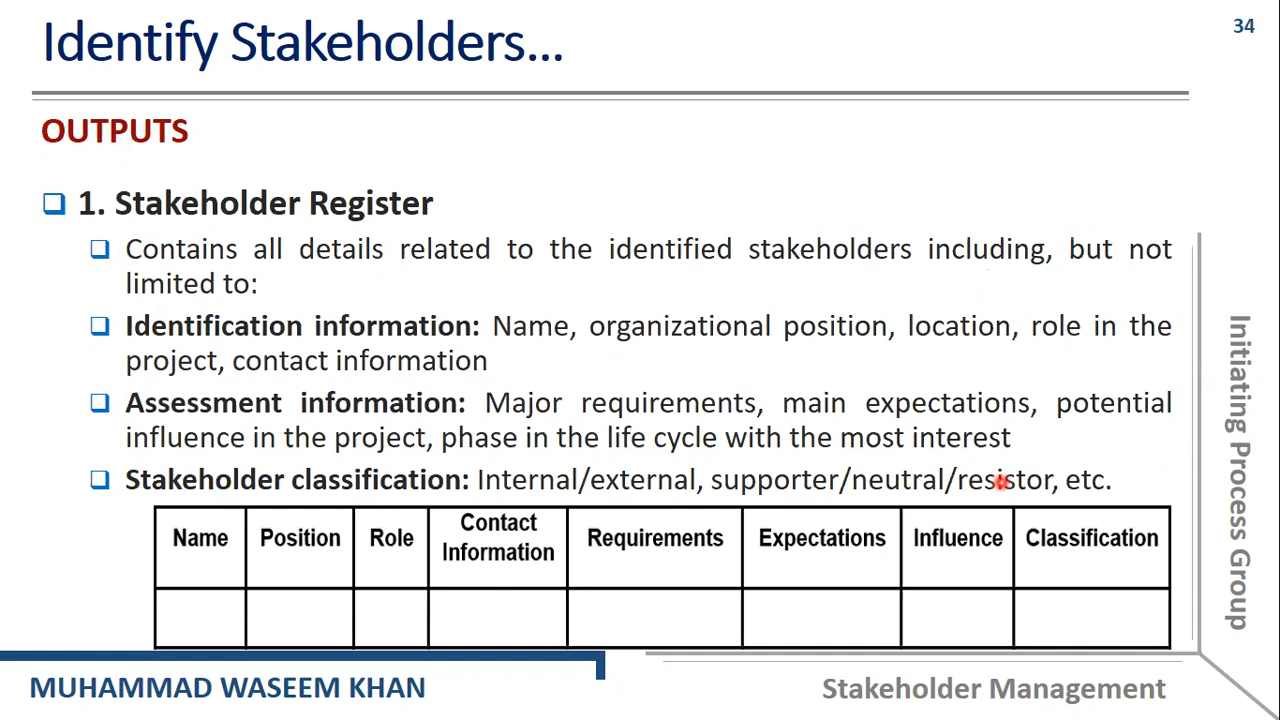 Identify Stakeholders...
34
OUTPUTS
1. Stakeholder Register
Contains all details related to the identified stakeholders including, but not
limited to:
Identification information: Name, organizational position, location, role in the
project, contact information
Assessment information: Major requirements, main expectations, potential
influence in the project, phase in the life cycle with the most interest
Stakeholder classification: Internal/external, supporter/neutral/resistor, etc.
Name Position Role Contact Information Requirements Expectations Influence Classification
Initiating Process Group
MUHAMMAD WASEEM KHAN
Stakeholder Management